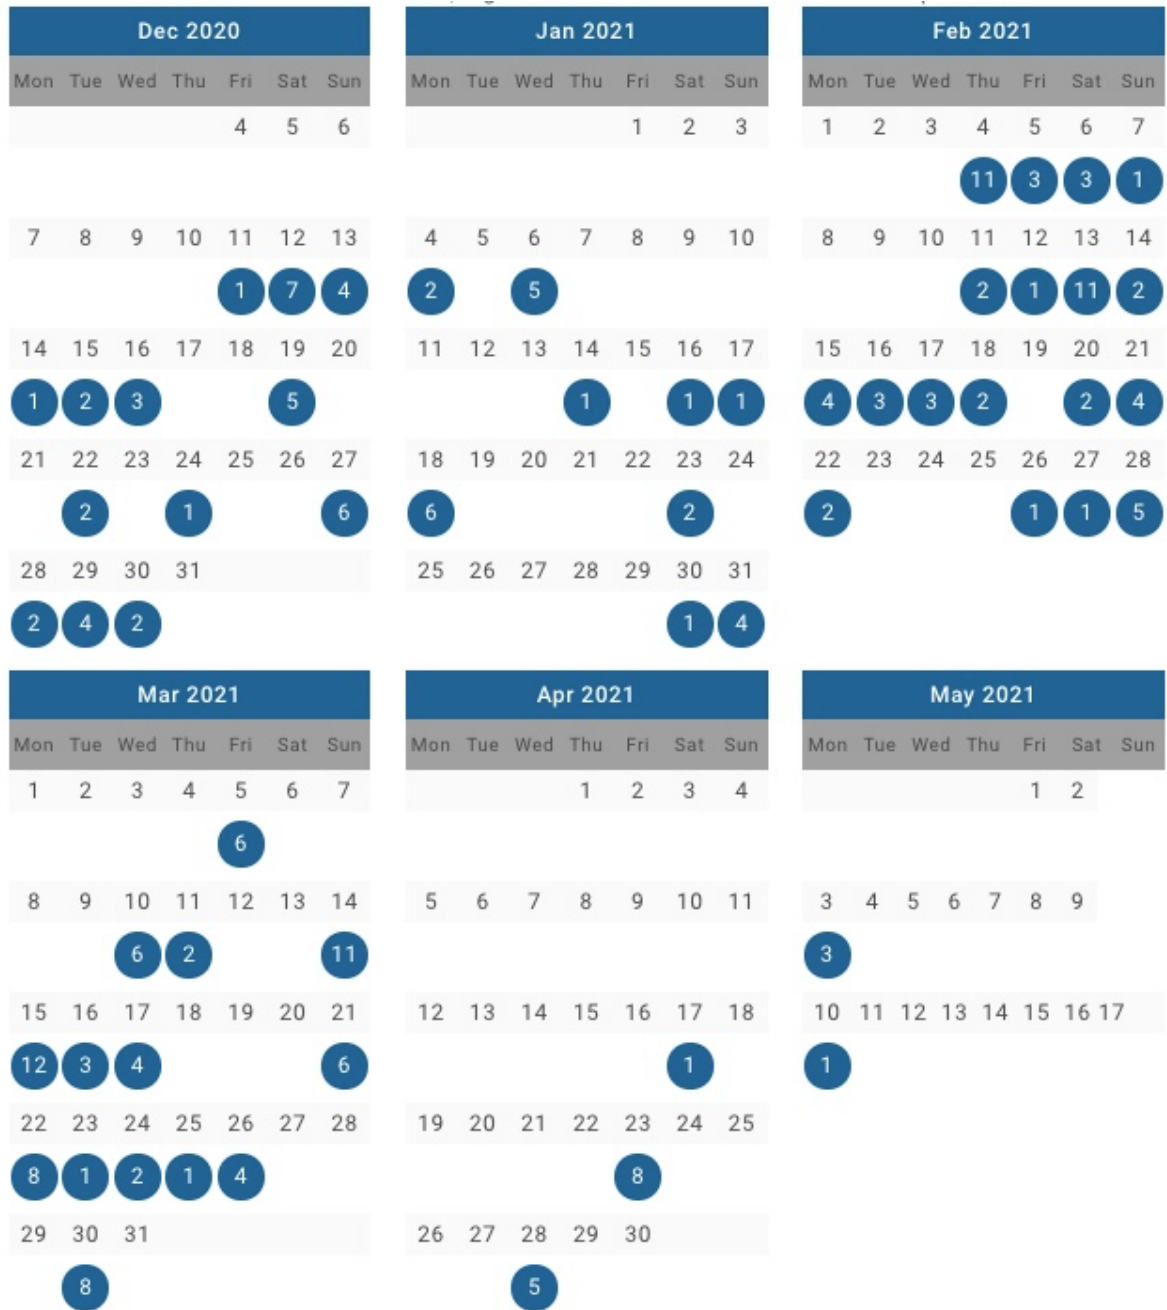 Dec 2020
Mon Tue Wed Thu Fri Sat Sun
4 5 6
7 8 9 10 11 12 13
1 7 4
14 15 16 17 18 19 20
1 2 3 5
21 22 23 24 25 26 27
2 1 6
28 29 30 31
2 4 2
Jan 2021
Mon Tue Wed Thu Fri Sat Sun
1 2 3
4 5 6 7 8 9 10
2 5
11 12 13 14 15 16 17
1 1 1
18 19 20 21 22 23 24
6 2
25 26 27 28 29 30 31
1 4
Feb 2021
Mon Tue Wed Thu Fri Sat Sun
1 2 3 4 5 6 7
11 3 3 1
8 9 10 11 12 13 14
2 1 11 2
15 16 17 18 19 20 21
4 3 3 2 2 4
22 23 24 25 26 27 28
2 1 1 5
Mar 2021
Mon Tue Wed Thu Fri Sat Sun
1 2 3 4 5 6 7
6
8 9 10 11 12 13 14
6 2 11
15 16 17 18 19 20 21
12 3 4 6
22 23 24 25 26 27 28
8 1 2 1 4
29 30 31
8
Apr 2021
Mon Tue Wed Thu Fri Sat Sun
1 2 3 4
5 6 7 8 9 10 11
12 13 14 15 16 17 18
1
19 20 21 22 23 24 25
8
26 27 28 29 30
5
May 2021
Mon Tue Wed Thu Fri Sat Sun
1 2
3 4 5 6 7 8 9
3
10 11 12 13 14 15 16 17
1